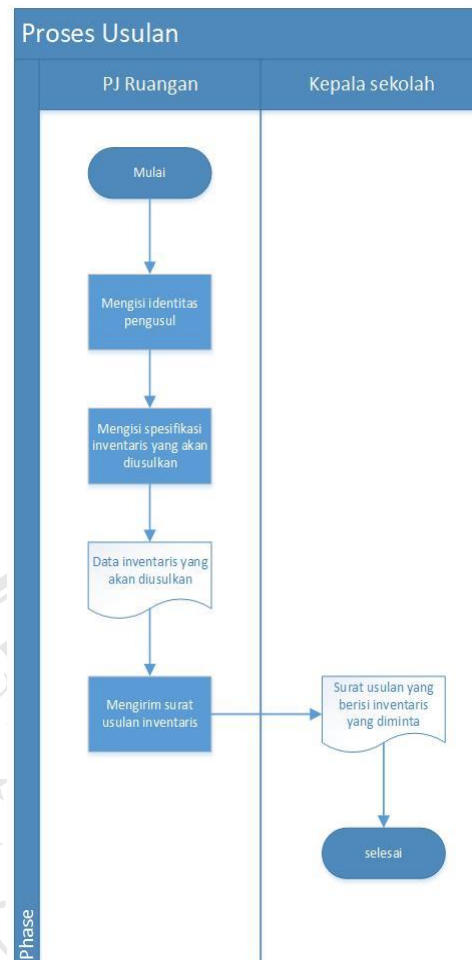 Proses Usulan
PJ Ruangan
Kepala sekolah
Mulai
Mengisi identitas
pengusul
Mengisi spesifikasi
inventaris yang akan
diusulkan
Data inventaris yang
akan diusulkan
Mengirim surat
usulan inventaris
Surat usulan yang
berisi inventaris
yang diminta
selesai
Phase